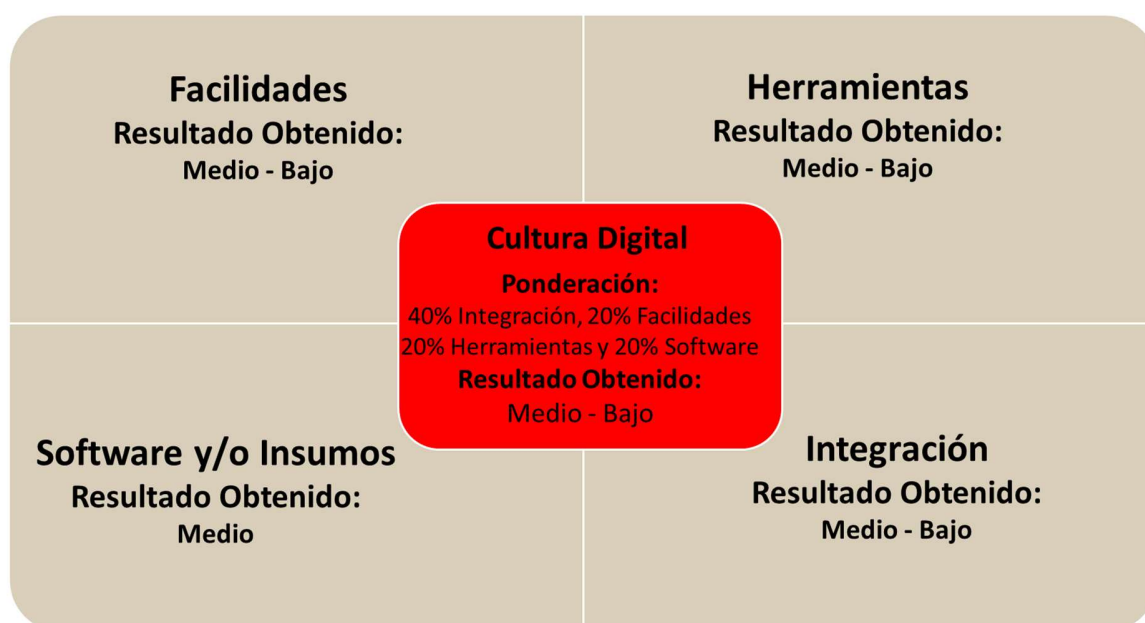 Facilidades
Resultado Obtenido:
Medio - Bajo
Herramientas
Resultado Obtenido:
Medio - Bajo
Cultura Digital
Ponderación:
40% Integración, 20% Facilidades
20% Herramientas y 20% Software
Resultado Obtenido:
Medio - Bajo
Software y/o Insumos
Resultado Obtenido:
Medio
Integración
Resultado Obtenido:
Medio - Bajo